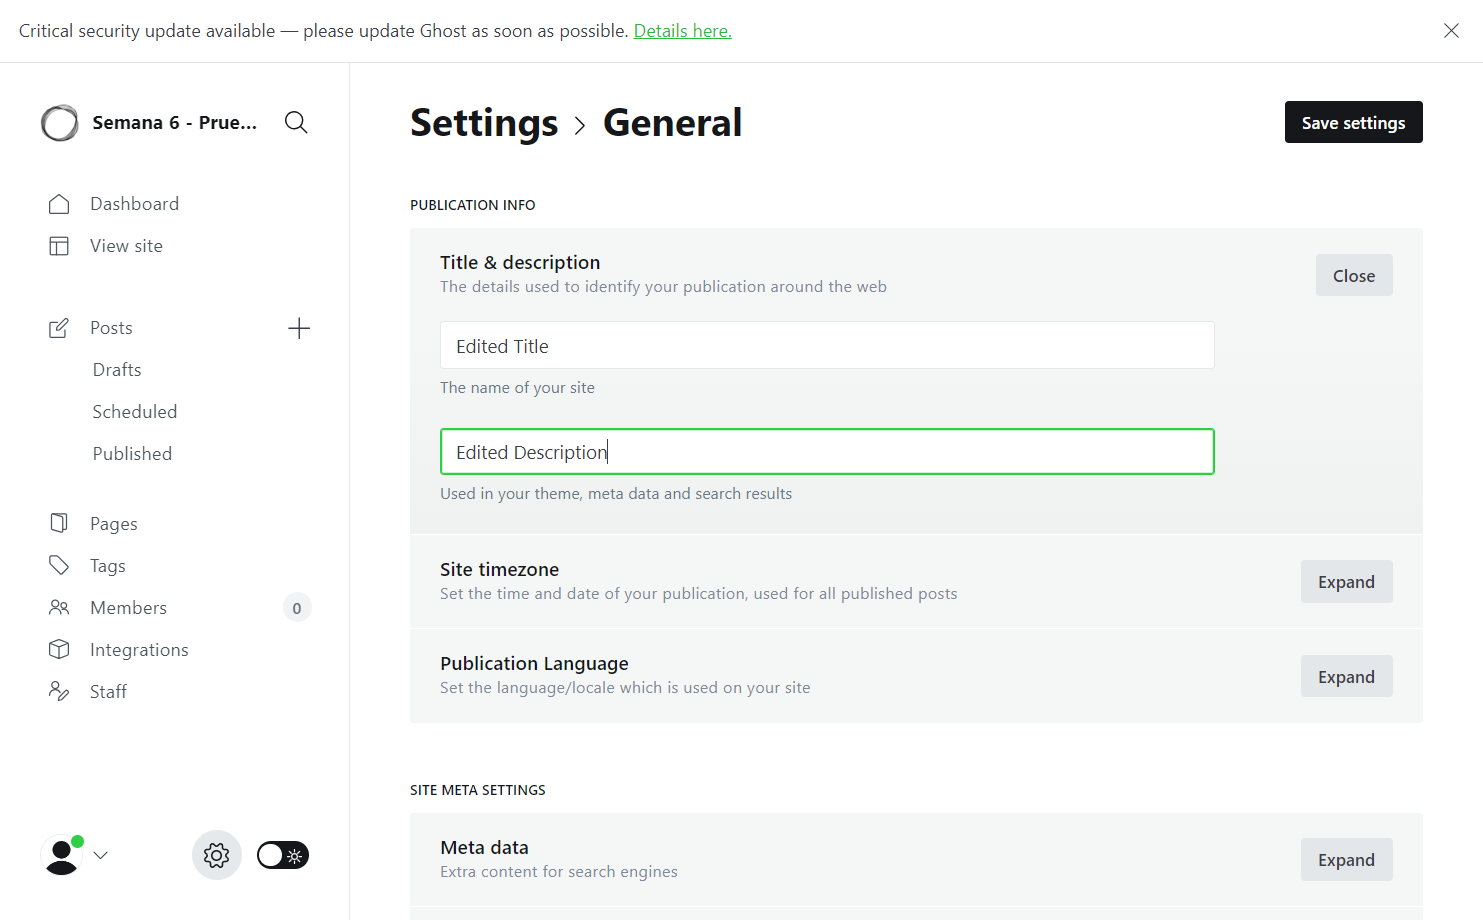 Critical security update available — please update Ghost as soon as possible. Details here.
Semana 6 - Prue...
Dashboard
View site
Posts
Drafts
Scheduled
Published
Pages
Tags
Members 0
Integrations
Staff
Settings > General
Save settings
PUBLICATION INFO
Title & description
The details used to identify your publication around the web
Close
Edited Title
The name of your site
Edited Description
Used in your theme, meta data and search results
Site timezone
Set the time and date of your publication, used for all published posts
Expand
Publication Language
Set the language/locale which is used on your site
Expand
SITE META SETTINGS
Meta data
Extra content for search engines
Expand